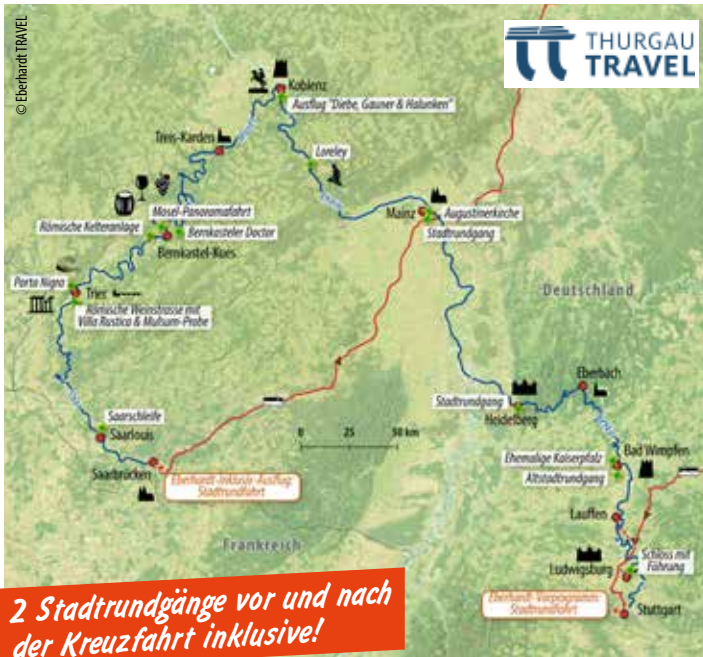 © Eberhardt TRAVEL
THURGAU
TRAVEL
Koblenz
Ausflug "Diebe, Gauner & Halunken"
Treis-Karden
Loreley
Mosel-Panoramafahrt
Mainz
Augustinerkirche
Römische Kelteranlage
Bernkasteler Doctor
Stadtrundgang
Bernkastel-Kues
Porta Nigra
Trier
Deutschland
Römische Weinstrasse mit
Villa Rustica & Mulsum-Probe
Eberbach
Stadtrundgang
Heidelberg
Saarschleife
Saarlouis
0 25 50 km
Ehemalige Kaiserpfalz
Bad Wimpfen
Saarbrücken
Altstadtrundgang
Eberhardt-Inklusiv-Ausflug:
Stadtrundfahrt
Lauffen
Frankreich
Schloss mit
Führung
Ludwigsburg
Eberhardt-Vorprogramm:
Stadtrundfahrt
Stuttgart
2 Stadtrundgänge vor und nach
der Kreuzfahrt inklusive!